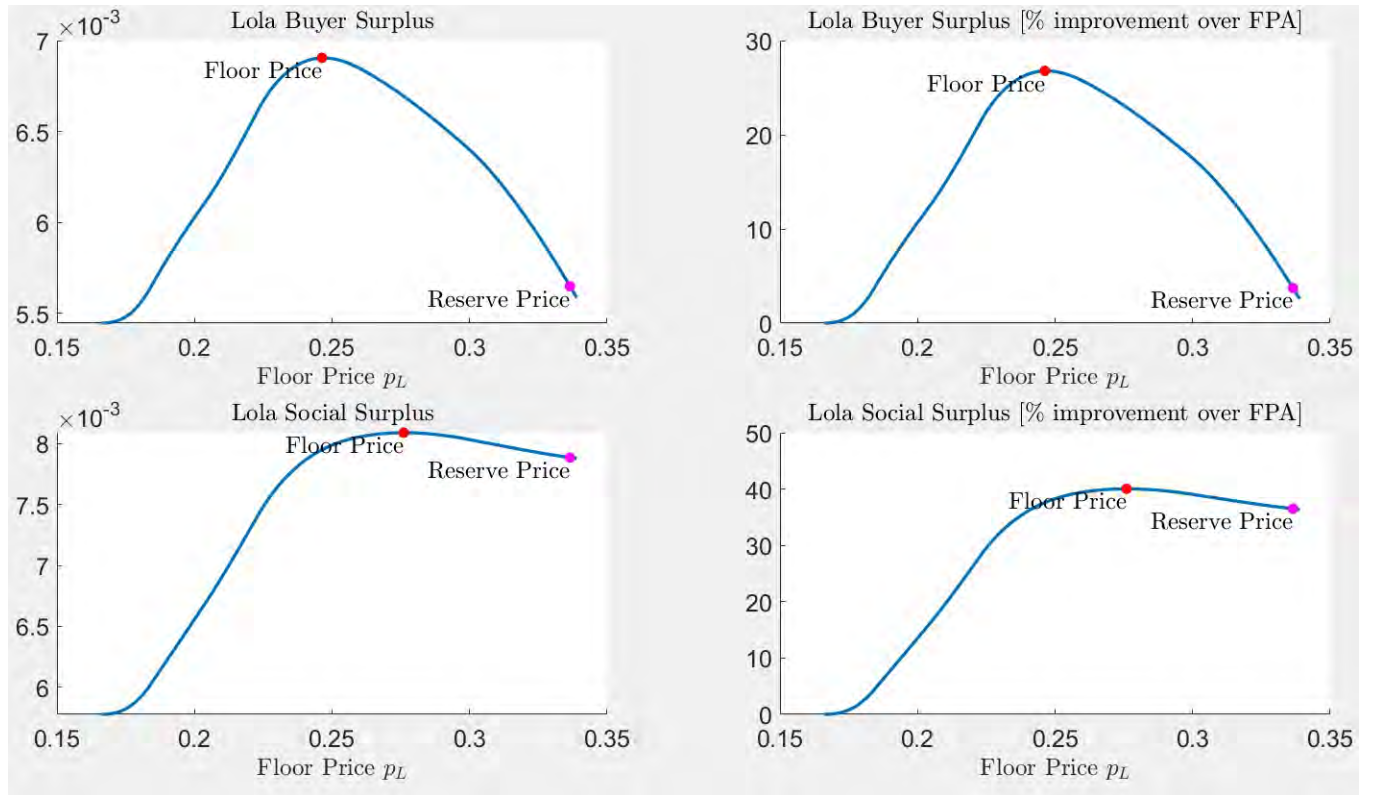 ×10⁻³
Lola Buyer Surplus
7
6.5
6
5.5
Floor Price
Reserve Price
0.15 0.2 0.25 0.3 0.35
Floor Price p_L
Lola Buyer Surplus [% improvement over FPA]
30
20
10
0
Floor Price
Reserve Price
0.15 0.2 0.25 0.3 0.35
Floor Price p_L
×10⁻³
Lola Social Surplus
8
7.5
7
6.5
6
Floor Price
Reserve Price
0.15 0.2 0.25 0.3 0.35
Floor Price p_L
Lola Social Surplus [% improvement over FPA]
50
40
30
20
10
0
Floor Price
Reserve Price
0.15 0.2 0.25 0.3 0.35
Floor Price p_L